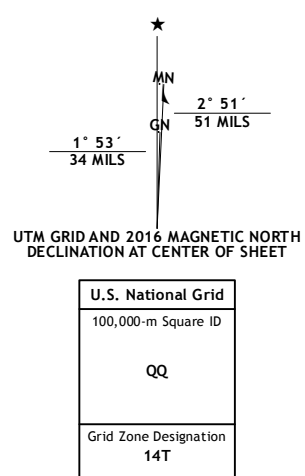 MN
GN
2° 51´
51 MILS
1° 53´
34 MILS
UTM GRID AND 2016 MAGNETIC NORTH
DECLINATION AT CENTER OF SHEET
U.S. National Grid
100,000-m Square ID
QQ
Grid Zone Designation
14T